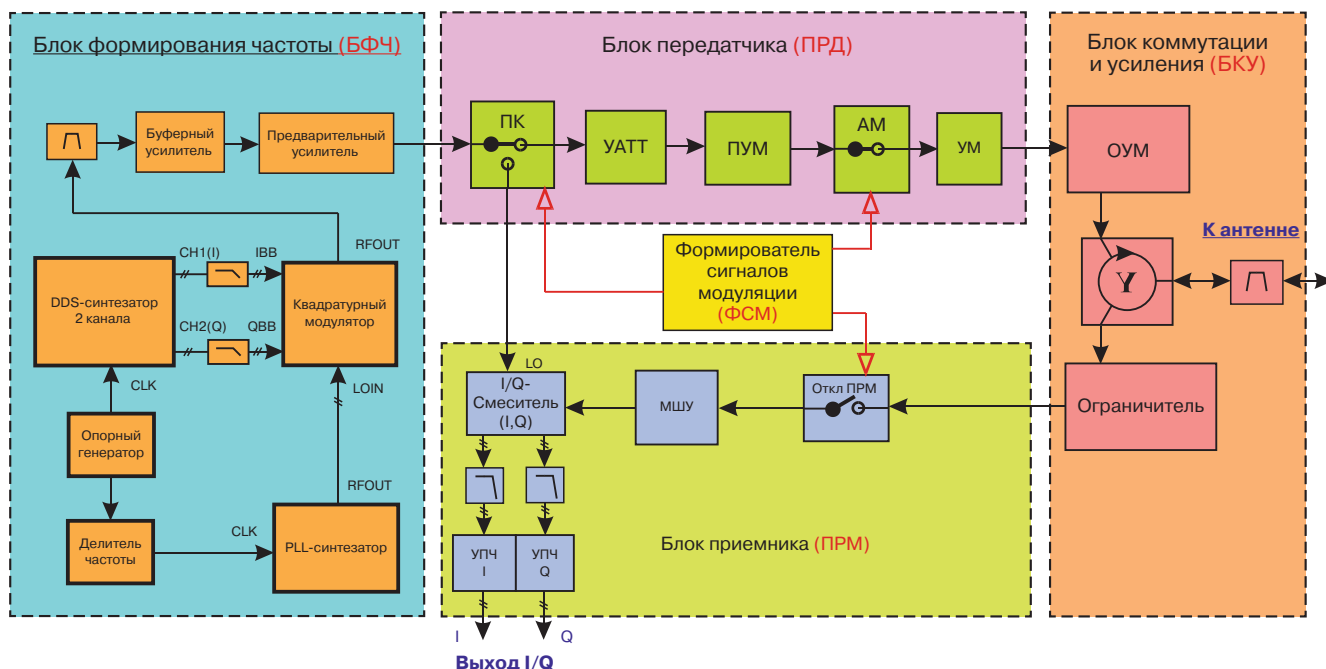 Блок формирования частоты (БФЧ)
Буферный
усилитель
Предварительный
усилитель
RFOUT
CH1(I)
IBB
DDS-синтезатор
2 канала
Квадратурный
модулятор
CH2(Q)
QBB
CLK
LOIN
Опорный
генератор
RFOUT
CLK
Делитель
частоты
PLL-синтезатор
Блок передатчика (ПРД)
ПК
УАТТ
ПУМ
АМ
УМ
Формирователь
сигналов
модуляции
(ФСМ)
LO
I/Q-
Смеситель
(I,Q)
МШУ
Откл ПРМ
УПЧ
I
УПЧ
Q
Блок приемника (ПРМ)
I
Q
Выход I/Q
Блок коммутации
и усиления (БКУ)
ОУМ
К антенне
Y
Ограничитель